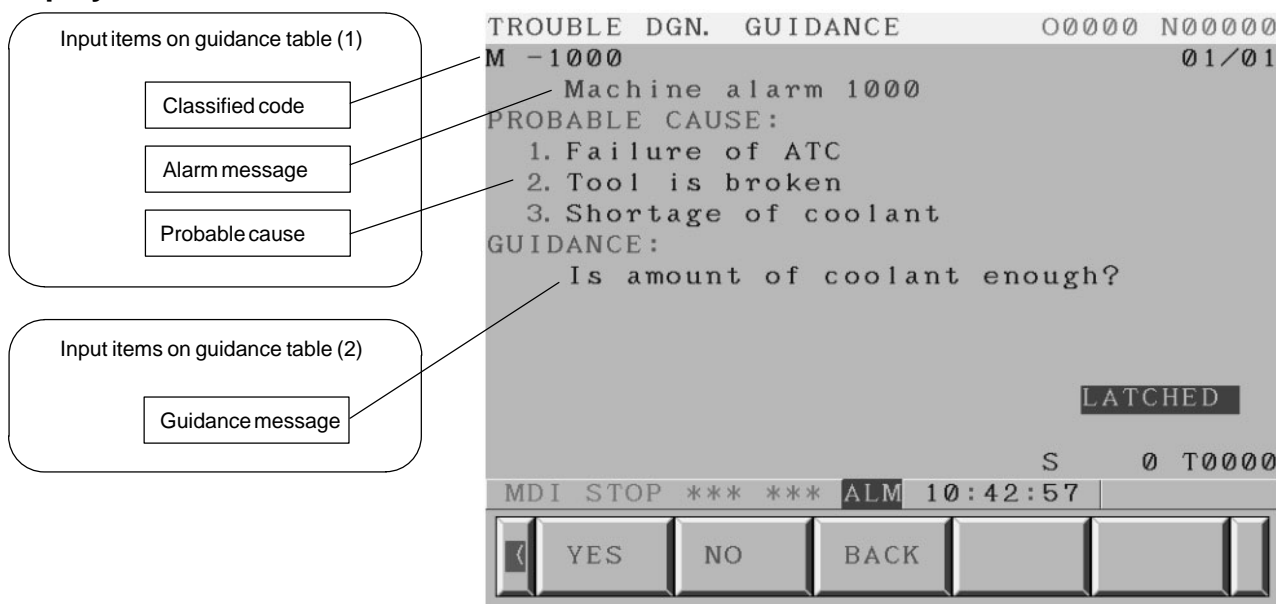 Input items on guidance table (1)
Classified code
Alarm message
Probable cause
Input items on guidance table (2)
Guidance message
TROUBLE DGN. GUIDANCE O0000 N00000
M -1000 01/01
Machine alarm 1000
PROBABLE CAUSE:
1. Failure of ATC
2. Tool is broken
3. Shortage of coolant
GUIDANCE:
Is amount of coolant enough?
LATCHED
S 0 T0000
MDI STOP *** *** ALM 10:42:57
< YES NO BACK